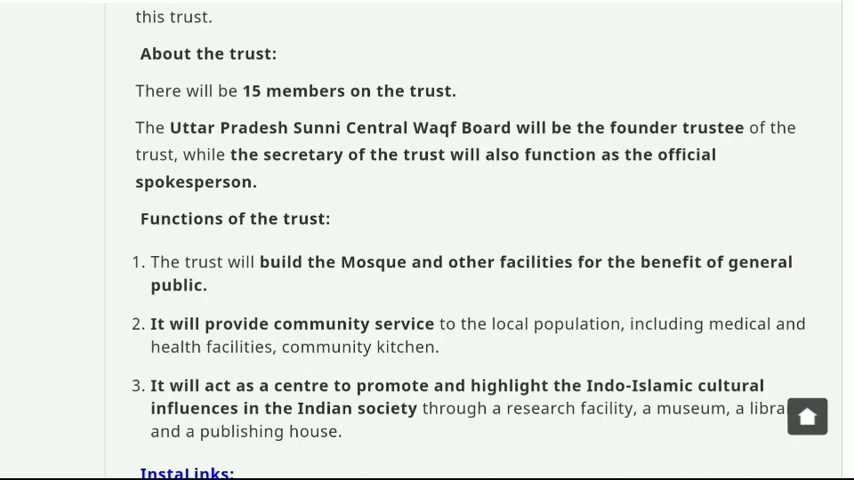 this trust.
About the trust:
There will be 15 members on the trust.
The Uttar Pradesh Sunni Central Waqf Board will be the founder trustee of the
trust, while the secretary of the trust will also function as the official
spokesperson.
Functions of the trust:
1. The trust will build the Mosque and other facilities for the benefit of general
public.
2. It will provide community service to the local population, including medical and
health facilities, community kitchen.
3. It will act as a centre to promote and highlight the Indo-Islamic cultural
influences in the Indian society through a research facility, a museum, a
and a publishing house.
InstaLinks: